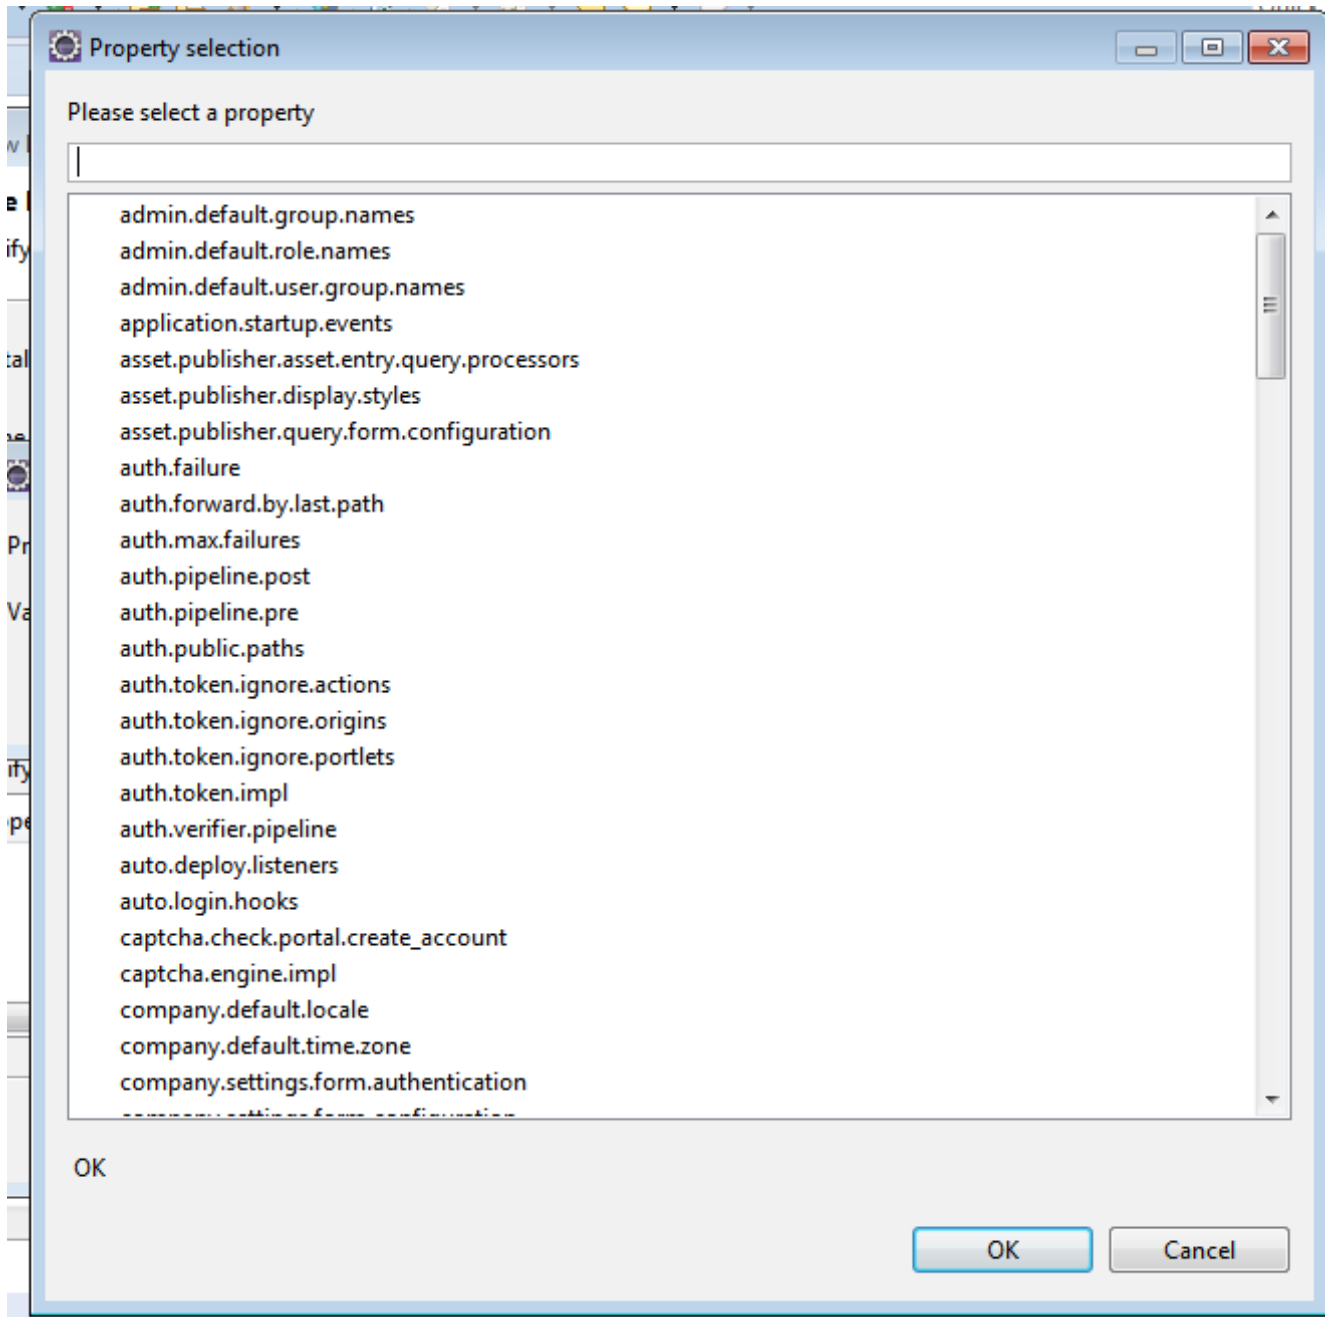 Property selection
Please select a property
admin.default.group.names
admin.default.role.names
admin.default.user.group.names
application.startup.events
asset.publisher.asset.entry.query.processors
asset.publisher.display.styles
asset.publisher.query.form.configuration
auth.failure
auth.forward.by.last.path
auth.max.failures
auth.pipeline.post
auth.pipeline.pre
auth.public.paths
auth.token.ignore.actions
auth.token.ignore.origins
auth.token.ignore.portlets
auth.token.impl
auth.verifier.pipeline
auto.deploy.listeners
auto.login.hooks
captcha.check.portal.create_account
captcha.engine.impl
company.default.locale
company.default.time.zone
company.settings.form.authentication
company.settings.form.configuration
OK
OK Cancel